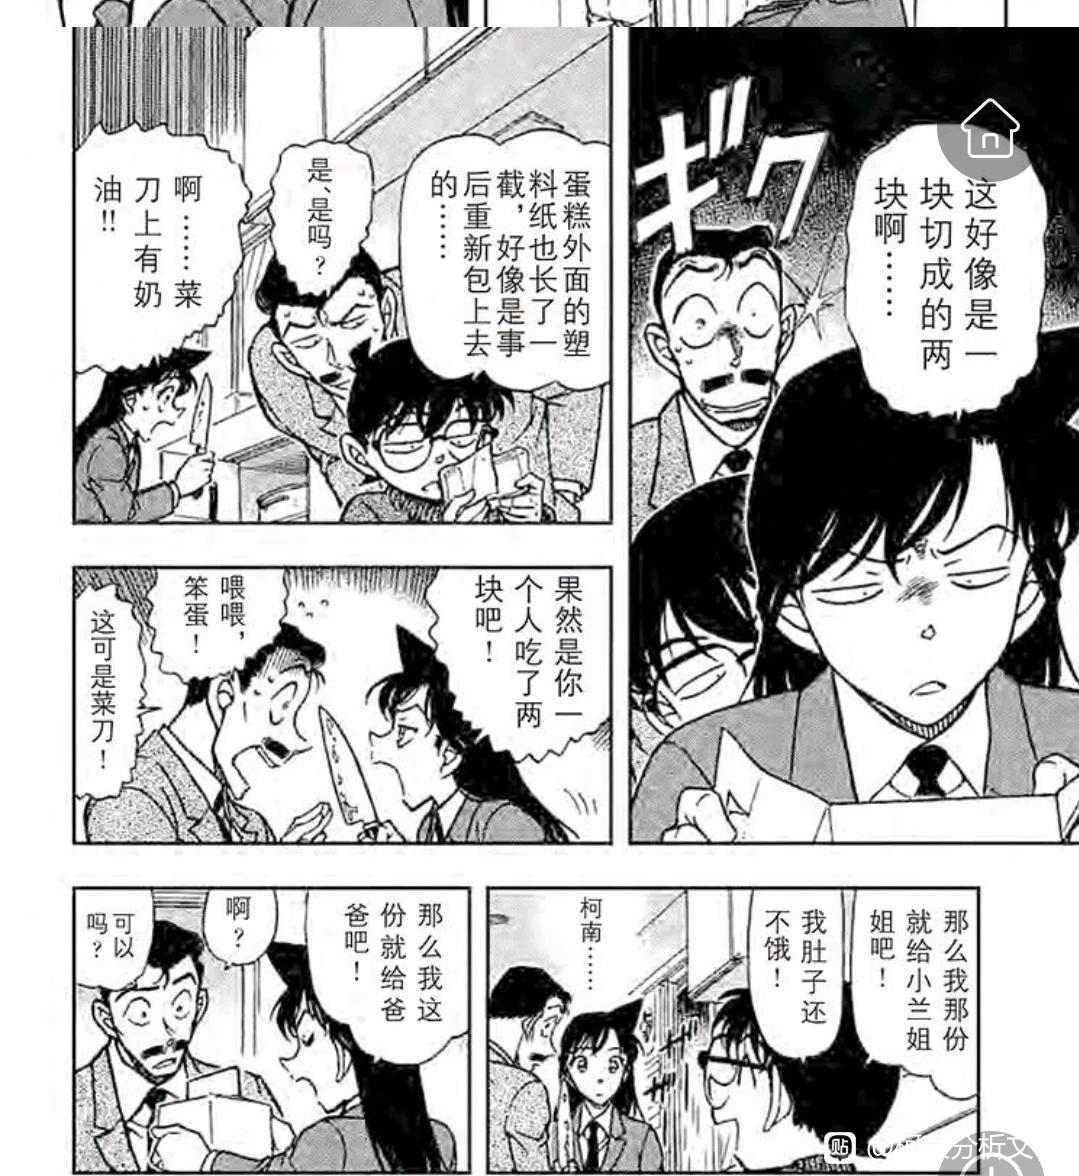 这好像是一
块切成的两
块啊……
ギクッ
蛋糕外面的塑
料纸也长了一
截，好像是事
后重新包上去
的……
是、是吗？
啊……菜
刀上有奶
油！！
果然是你一
个人吃了两
块吧！
喂喂，
笨蛋！
这可是菜刀！
那么我那份
就给小兰姐
姐吧！
我肚子还
不饿！
柯南……
那么我这
份就给爸
爸吧！
啊？
可以
吗？
贴
分析文